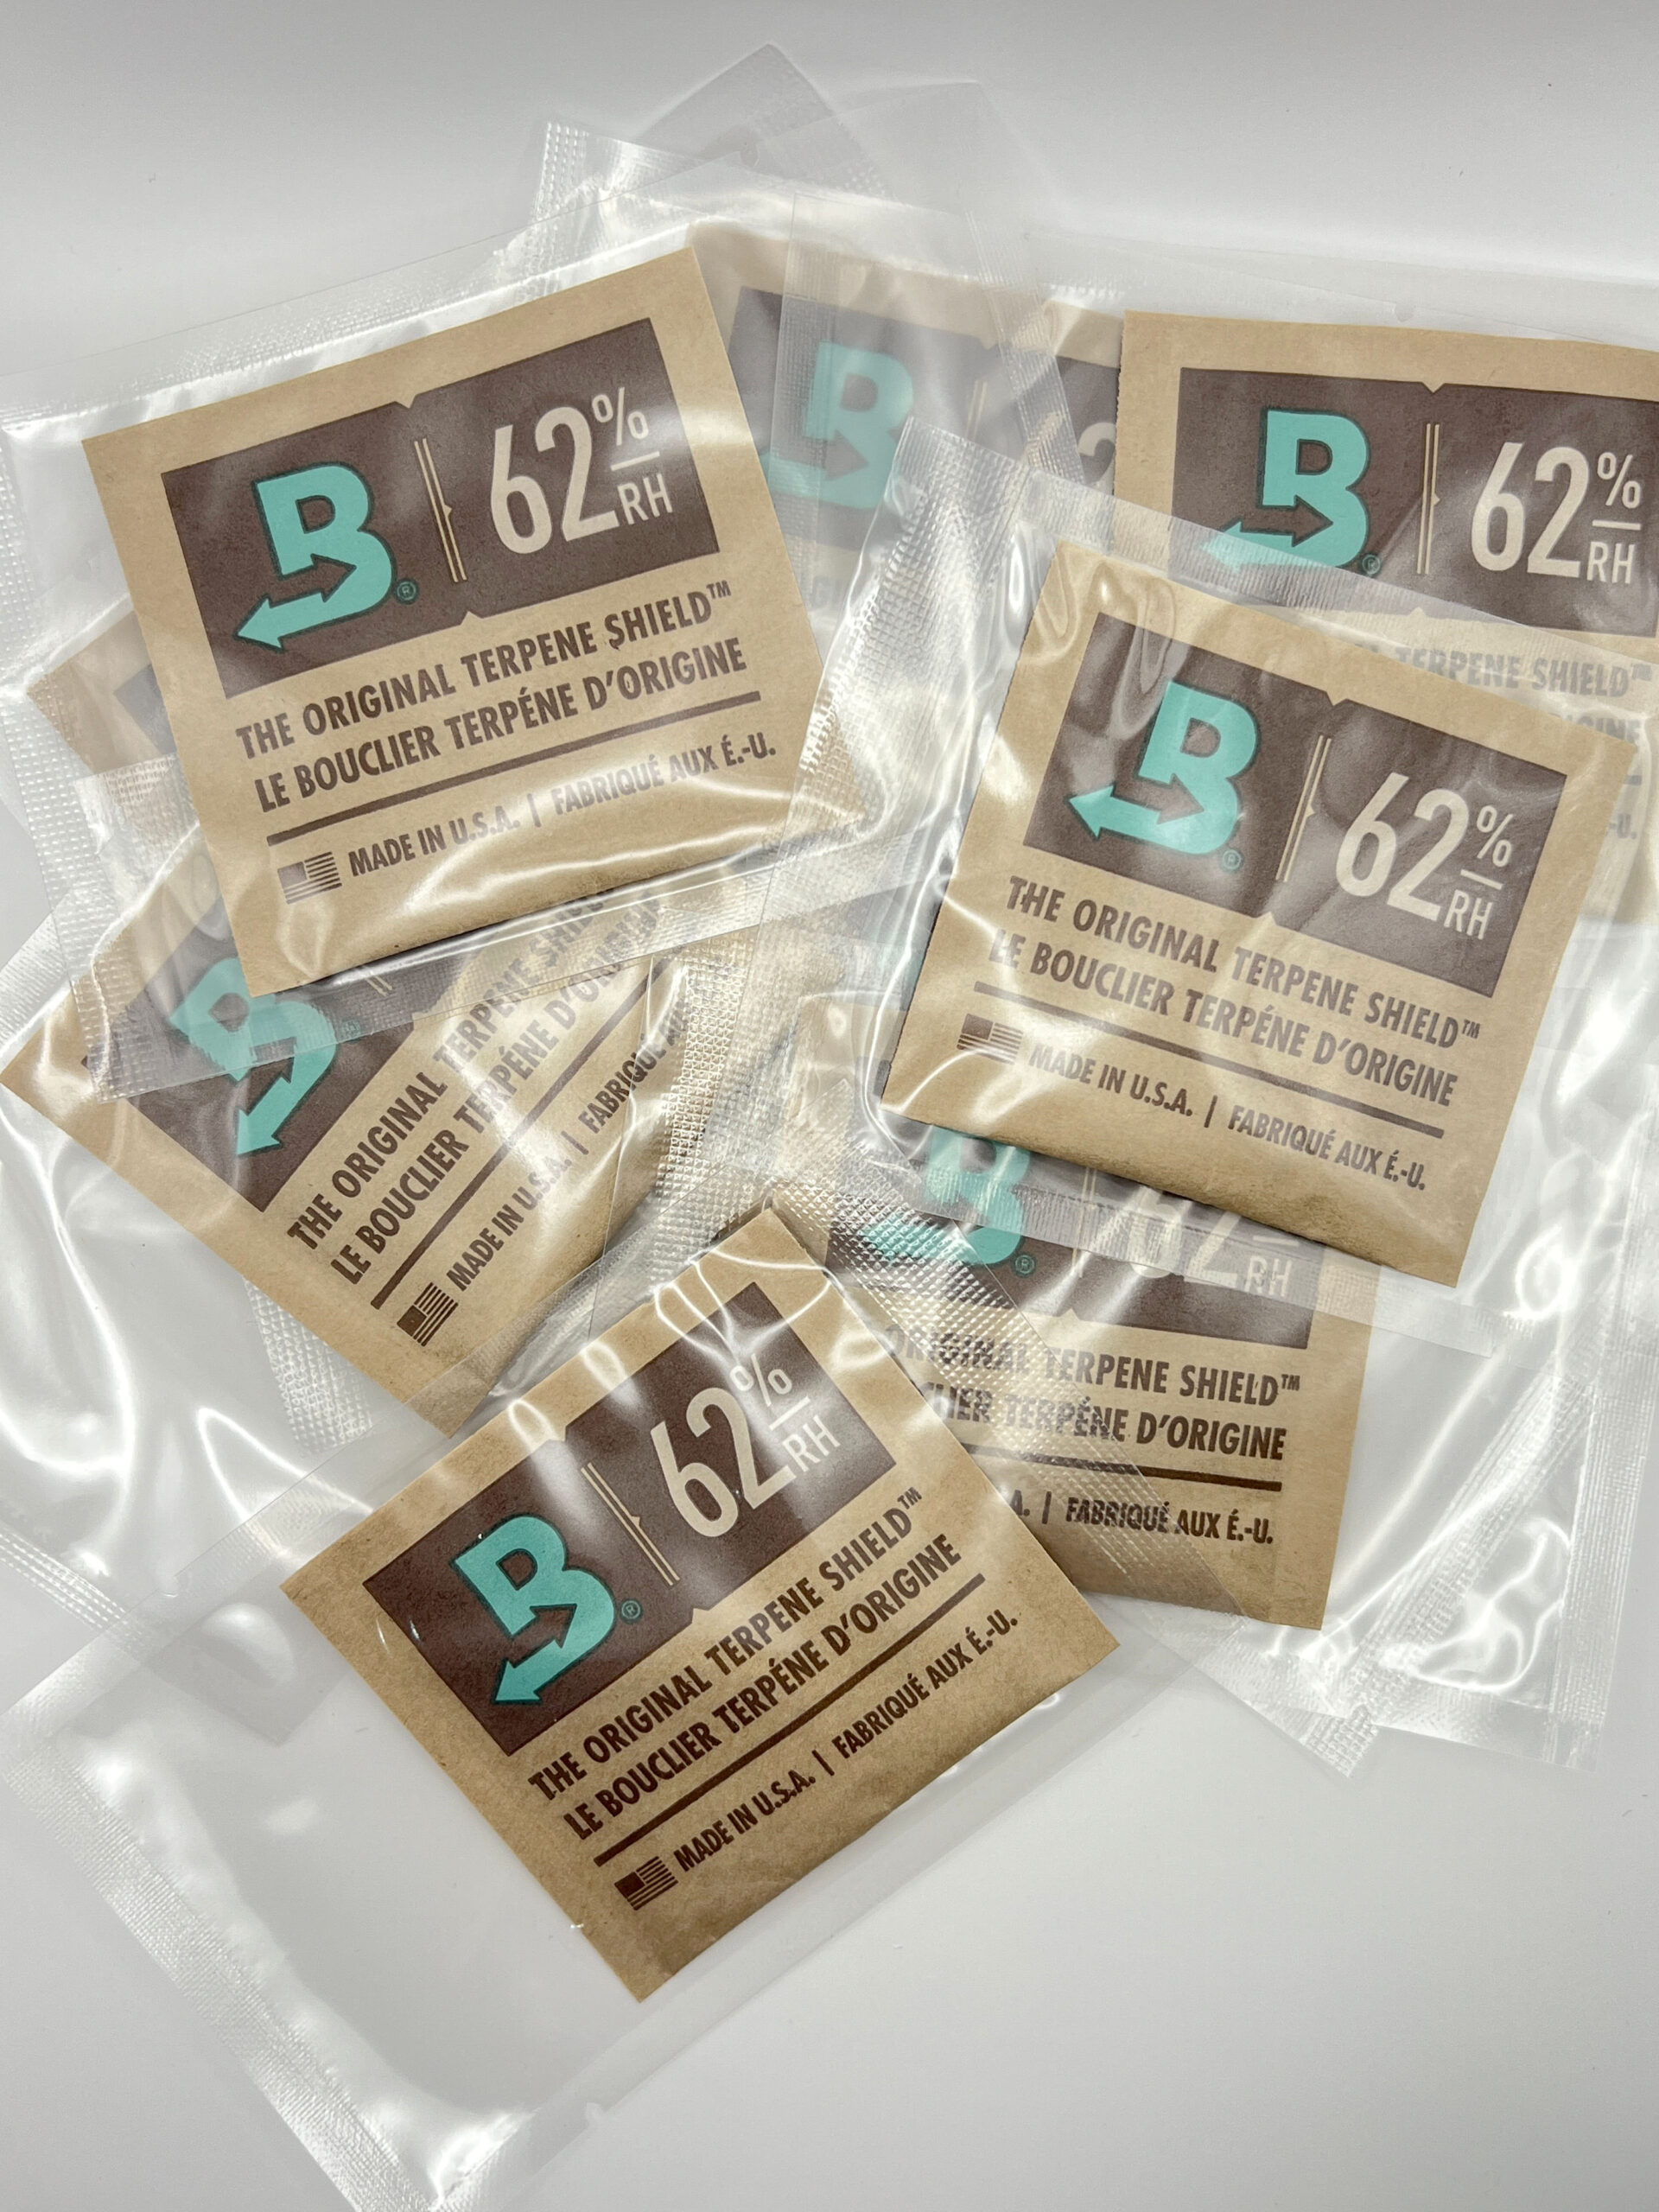 B® 62% RH
THE ORIGINAL TERPENE SHIELD™
LE BOUCLIER TERPÉNE D'ORIGINE
MADE IN U.S.A. | FABRIQUÉ AUX É.-U.
B
B® 62% RH
TERPENE SHIELD™
B® 62% RH
THE ORIGINAL TERPENE SHIELD™
LE BOUCLIER TERPÉNE D'ORIGINE
MADE IN U.S.A. | FABRIQUÉ AUX É.-U.
B
THE ORIGINAL TERPENE
LE BOUCLIER TERPÉNE
MADE IN U.S.A. | FABRIQUÉ
B® 62 RH
ORIGINAL TERPENE SHIELD™
TERPÉNE D'ORIGINE
| FABRIQUÉ AUX É.-U.
B® 62% RH
THE ORIGINAL TERPENE SHIELD™
LE BOUCLIER TERPÉNE D'ORIGINE
MADE IN U.S.A. | FABRIQUÉ AUX É.-U.